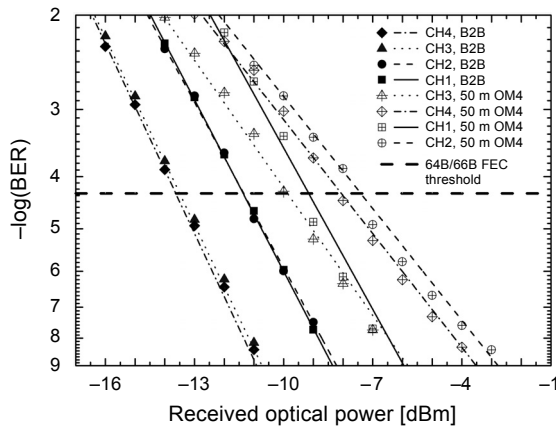 2
3
4
5
6
7
8
9
–log(BER)
CH4, B2B
CH3, B2B
CH2, B2B
CH1, B2B
CH3, 50 m OM4
CH4, 50 m OM4
CH1, 50 m OM4
CH2, 50 m OM4
64B/66B FEC
threshold
–16 –13 –10 –7 –4 –1
Received optical power [dBm]